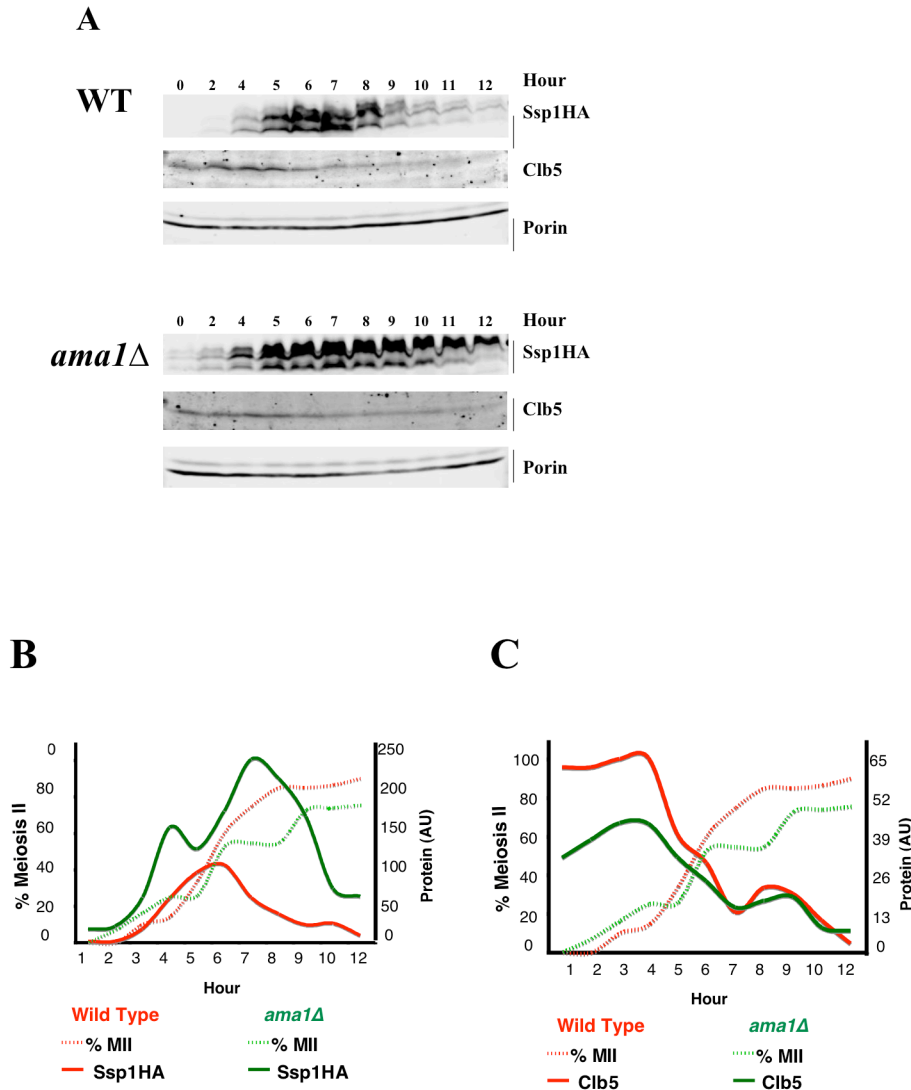 A
WT
0 2 4 5 6 7 8 9 10 11 12 Hour
Ssp1HA
Clb5
Porin
ama1Δ
0 2 4 5 6 7 8 9 10 11 12 Hour
Ssp1HA
Clb5
Porin
B
% Meiosis II
0
80
60
40
20
0
250
200
150
100
50
0
Protein (AU)
1 2 3 4 5 6 7 8 9 10 12
Hour
Wild Type
% MII
Ssp1HA
ama1Δ
% MII
Ssp1HA
C
% Meiosis II
100
80
60
40
20
0
65
52
39
26
13
0
Protein (AU)
1 2 3 4 5 6 7 8 9 10 12
Hour
Wild Type
% MII
Clb5
ama1Δ
% MII
Clb5